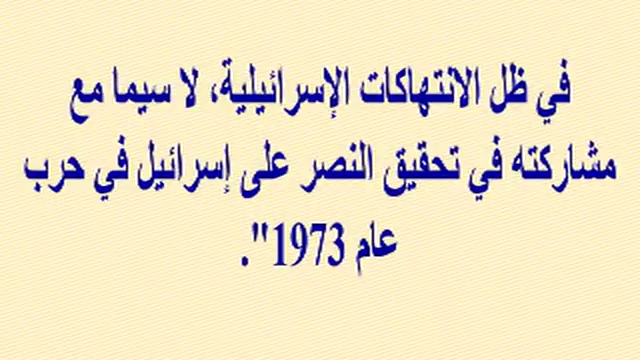 في ظل الانتهاكات الإسرائيلية، لا سيما مع
مشاركته في تحقيق النصر على إسرائيل في حرب
عام 1973".